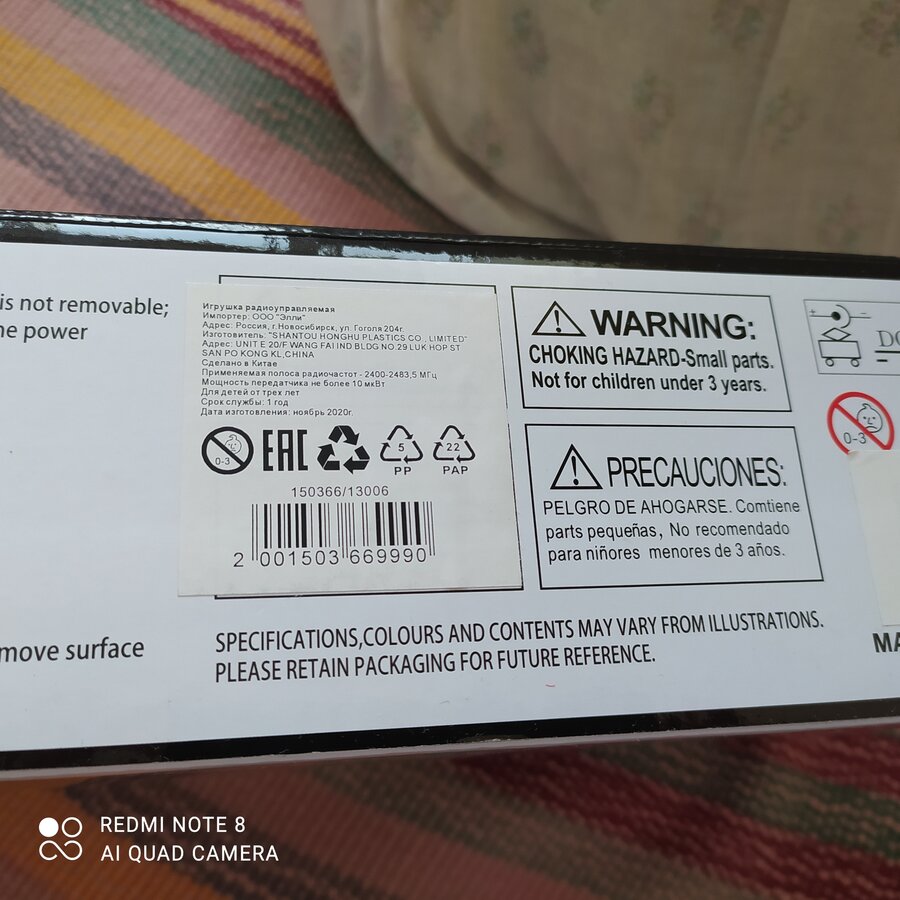 is not removable;
ne power
move surface
Игрушка радиоуправляемая
Импортер: ООО "Элли"
Адрес: Россия, г.Новосибирск, ул Гоголя 204г.
Изготовитель: "SHANTOU HONGHU PLASTICS CO., LIMITED"
Адрес: UNITE 20/F WANG FAI IND BLDG NO.29 LUK HOP ST
SAN PO KONG KL,CHINA
Сделано в Китае
Применяемая полоса радиочастот - 2400-2483,5 МГц
Мощность передатчика не более 10 мкВт
Для детей от трех лет
Срок службы: 1 год
Дата изготовления: ноябрь 2020г.
0-3 EAC 5 22
PP PAP
150366/13006
2 001503 669990
WARNING:
CHOKING HAZARD-Small parts.
Not for children under 3 years.
PRECAUCIONES:
PELGRO DE AHOGARSE. Comtiene
parts pequeñas, No recomendado
para niñores menores de 3 años.
SPECIFICATIONS,COLOURS AND CONTENTS MAY VARY FROM ILLUSTRATIONS.
PLEASE RETAIN PACKAGING FOR FUTURE REFERENCE.
DO
0-3
MA
REDMI NOTE 8
AI QUAD CAMERA